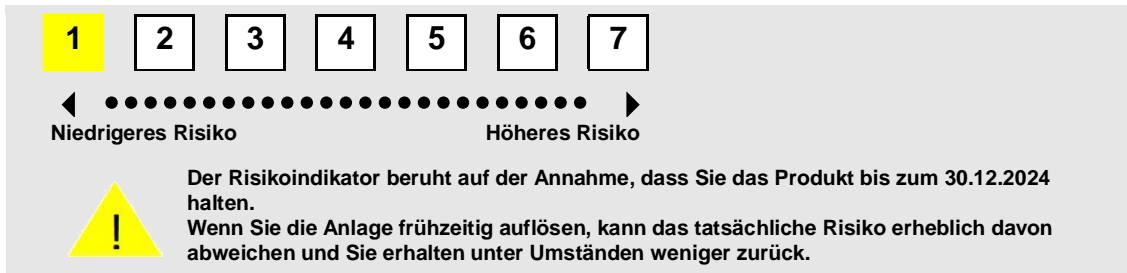 1 2 3 4 5 6 7
Niedrigeres Risiko Höheres Risiko
Der Risikoindikator beruht auf der Annahme, dass Sie das Produkt bis zum 30.12.2024
halten.
Wenn Sie die Anlage frühzeitig auflösen, kann das tatsächliche Risiko erheblich davon
abweichen und Sie erhalten unter Umständen weniger zurück.
!